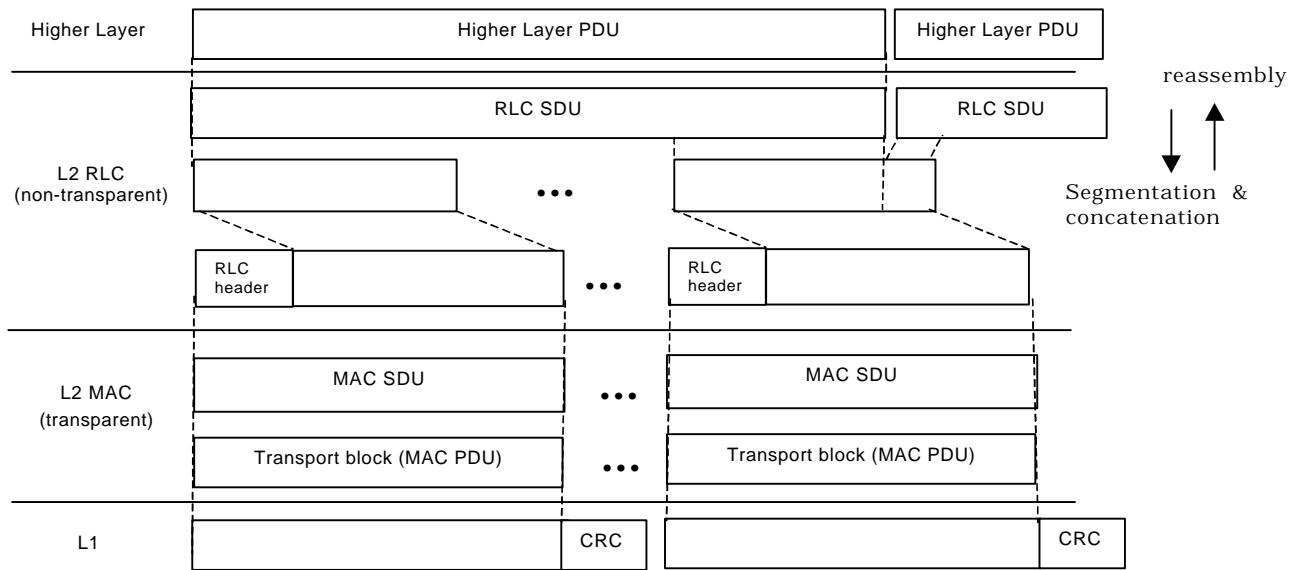 Higher Layer
Higher Layer PDU
Higher Layer PDU
reassembly
RLC SDU
RLC SDU
L2 RLC
(non-transparent)
Segmentation &
concatenation
RLC
header
RLC
header
MAC SDU
MAC SDU
L2 MAC
(transparent)
Transport block (MAC PDU)
Transport block (MAC PDU)
L1
CRC
CRC